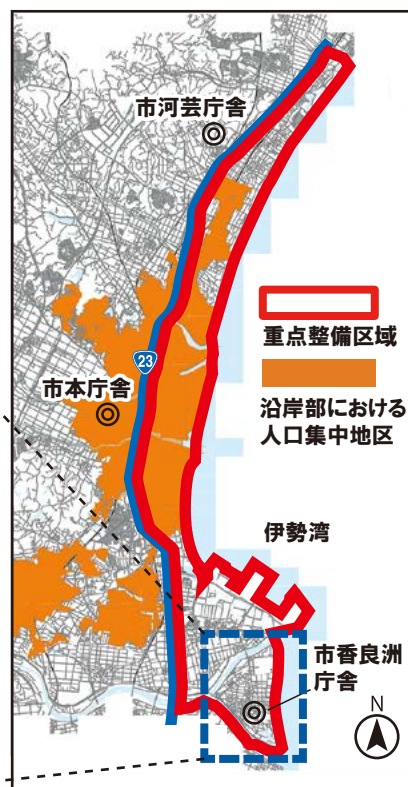 市河芸庁舎
重点整備区域
23
市本庁舎
沿岸部における
人口集中地区
伊勢湾
市香良洲
庁舎
N